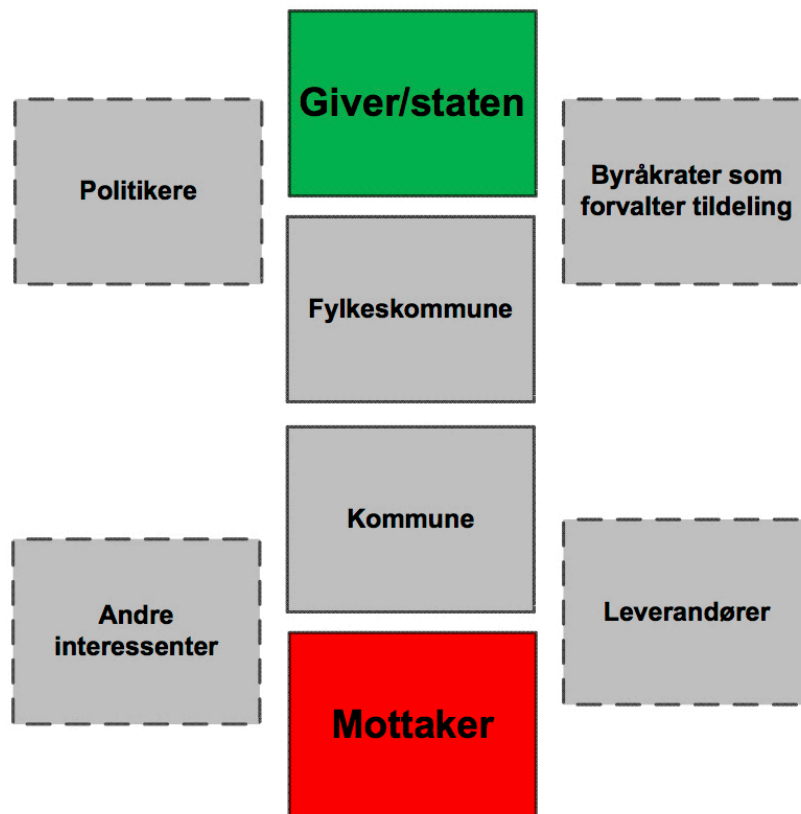 Giver/staten
Politikere
Byråkrater som
forvalter tildeling
Fylkeskommune
Kommune
Andre
interessenter
Leverandører
Mottaker